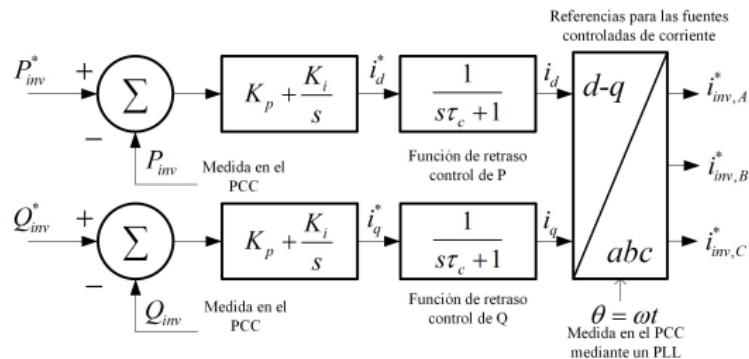 Referencias para las fuentes
controladas de corriente
P*inv
+
−
∑
Pinv
Medida en el
PCC
Kp + Ki/s
i*d
1/(sτc + 1)
Función de retraso
control de P
id
d-q
abc
i*inv,A
i*inv,B
i*inv,C
Q*inv
+
−
∑
Qinv
Medida en el
PCC
Kp + Ki/s
i*q
1/(sτc + 1)
Función de retraso
control de Q
iq
θ = ωt
Medida en el PCC
mediante un PLL